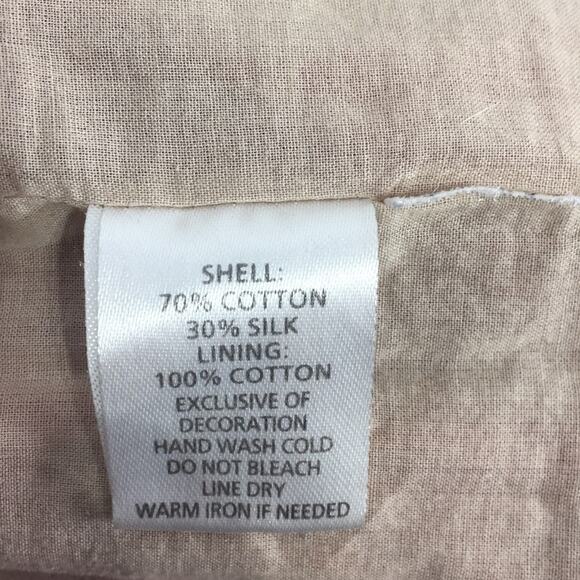 SHELL:
70% COTTON
30% SILK
LINING:
100% COTTON
EXCLUSIVE OF
DECORATION
HAND WASH COLD
DO NOT BLEACH
LINE DRY
WARM IRON IF NEEDED